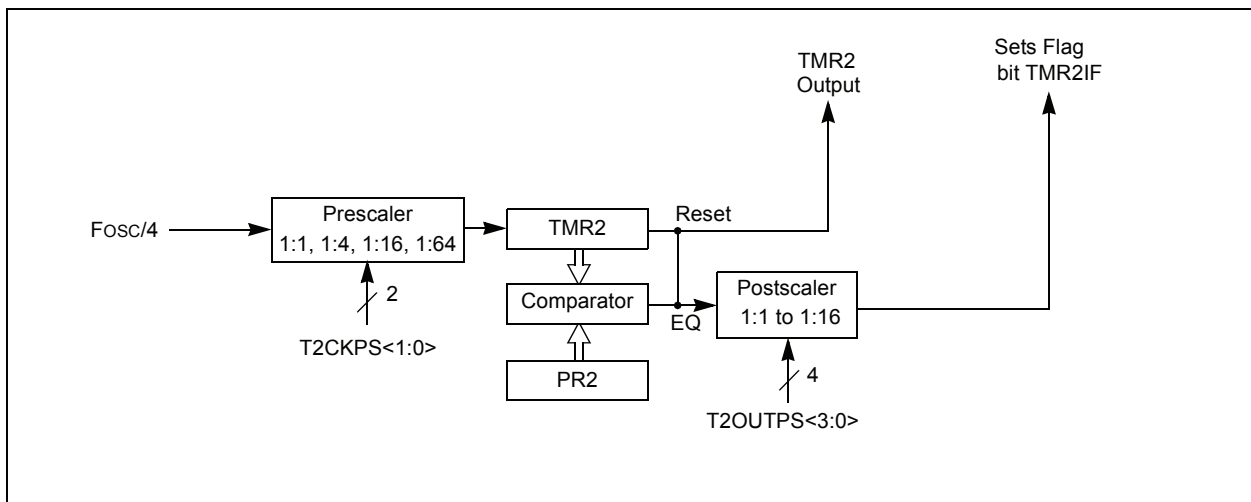 TMR2
Output
Sets Flag
bit TMR2IF
Fosc/4
Prescaler
1:1, 1:4, 1:16, 1:64
2
T2CKPS<1:0>
TMR2
Reset
Comparator
EQ
PR2
Postscaler
1:1 to 1:16
4
T2OUTPS<3:0>